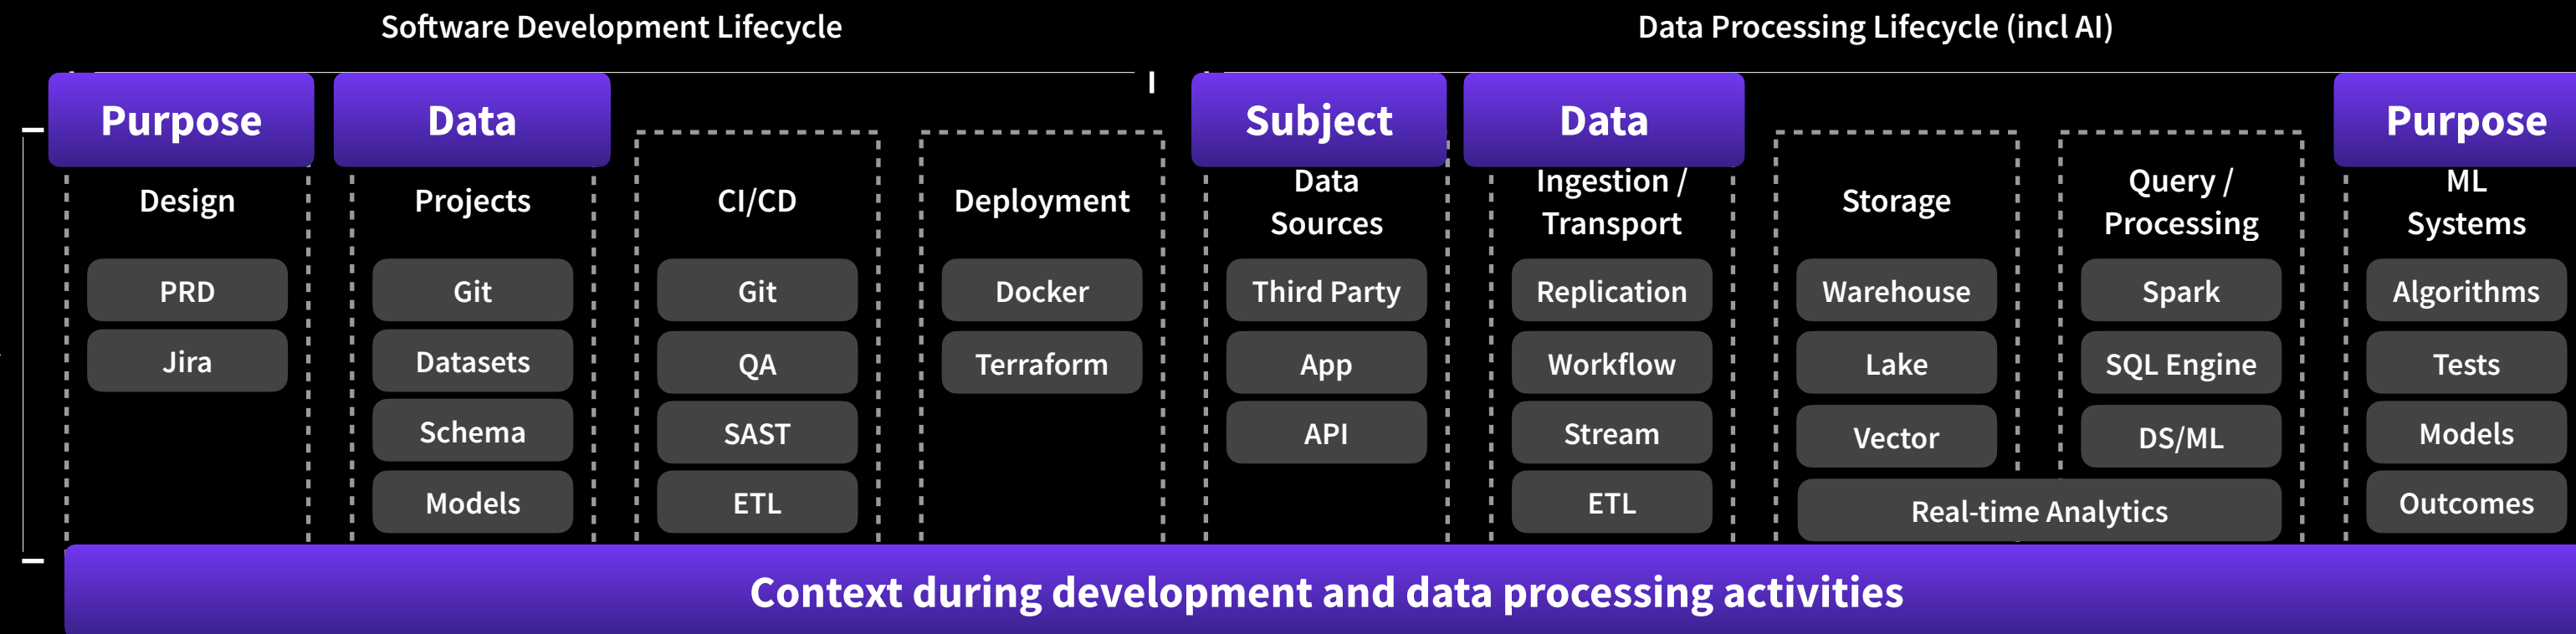 Software Development Lifecycle
Data Processing Lifecycle (incl AI)
Purpose
Data
Subject
Data
Purpose
Design
PRD
Jira
Projects
Git
Datasets
Schema
Models
CI/CD
Git
QA
SAST
ETL
Deployment
Docker
Terraform
Data
Sources
Third Party
App
API
Ingestion /
Transport
Replication
Workflow
Stream
ETL
Storage
Warehouse
Lake
Vector
Query /
Processing
Spark
SQL Engine
DS/ML
Real-time Analytics
ML
Systems
Algorithms
Tests
Models
Outcomes
Context during development and data processing activities